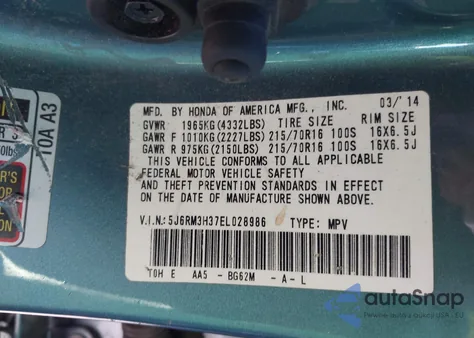 MFD. BY HONDA OF AMERICA MFG., INC. 03/'14
GVWR 1965KG(4332LBS) TIRE SIZE RIM SIZE
GAWR F 1010KG(2227LBS) 215/70R16 100S 16X6.5J
GAWR R 975KG(2150LBS) 215/70R16 100S 16X6.5J
THIS VEHICLE CONFORMS TO ALL APPLICABLE
FEDERAL MOTOR VEHICLE SAFETY
AND THEFT PREVENTION STANDARDS IN EFFECT
ON THE DATE OF MANUFACTURE SHOWN ABOVE.
V.I.N.: 5J6RM3H37EL026986 TYPE: MPV
T0H E AA5 - BG62M - A - L
T0A A3
autoSnap